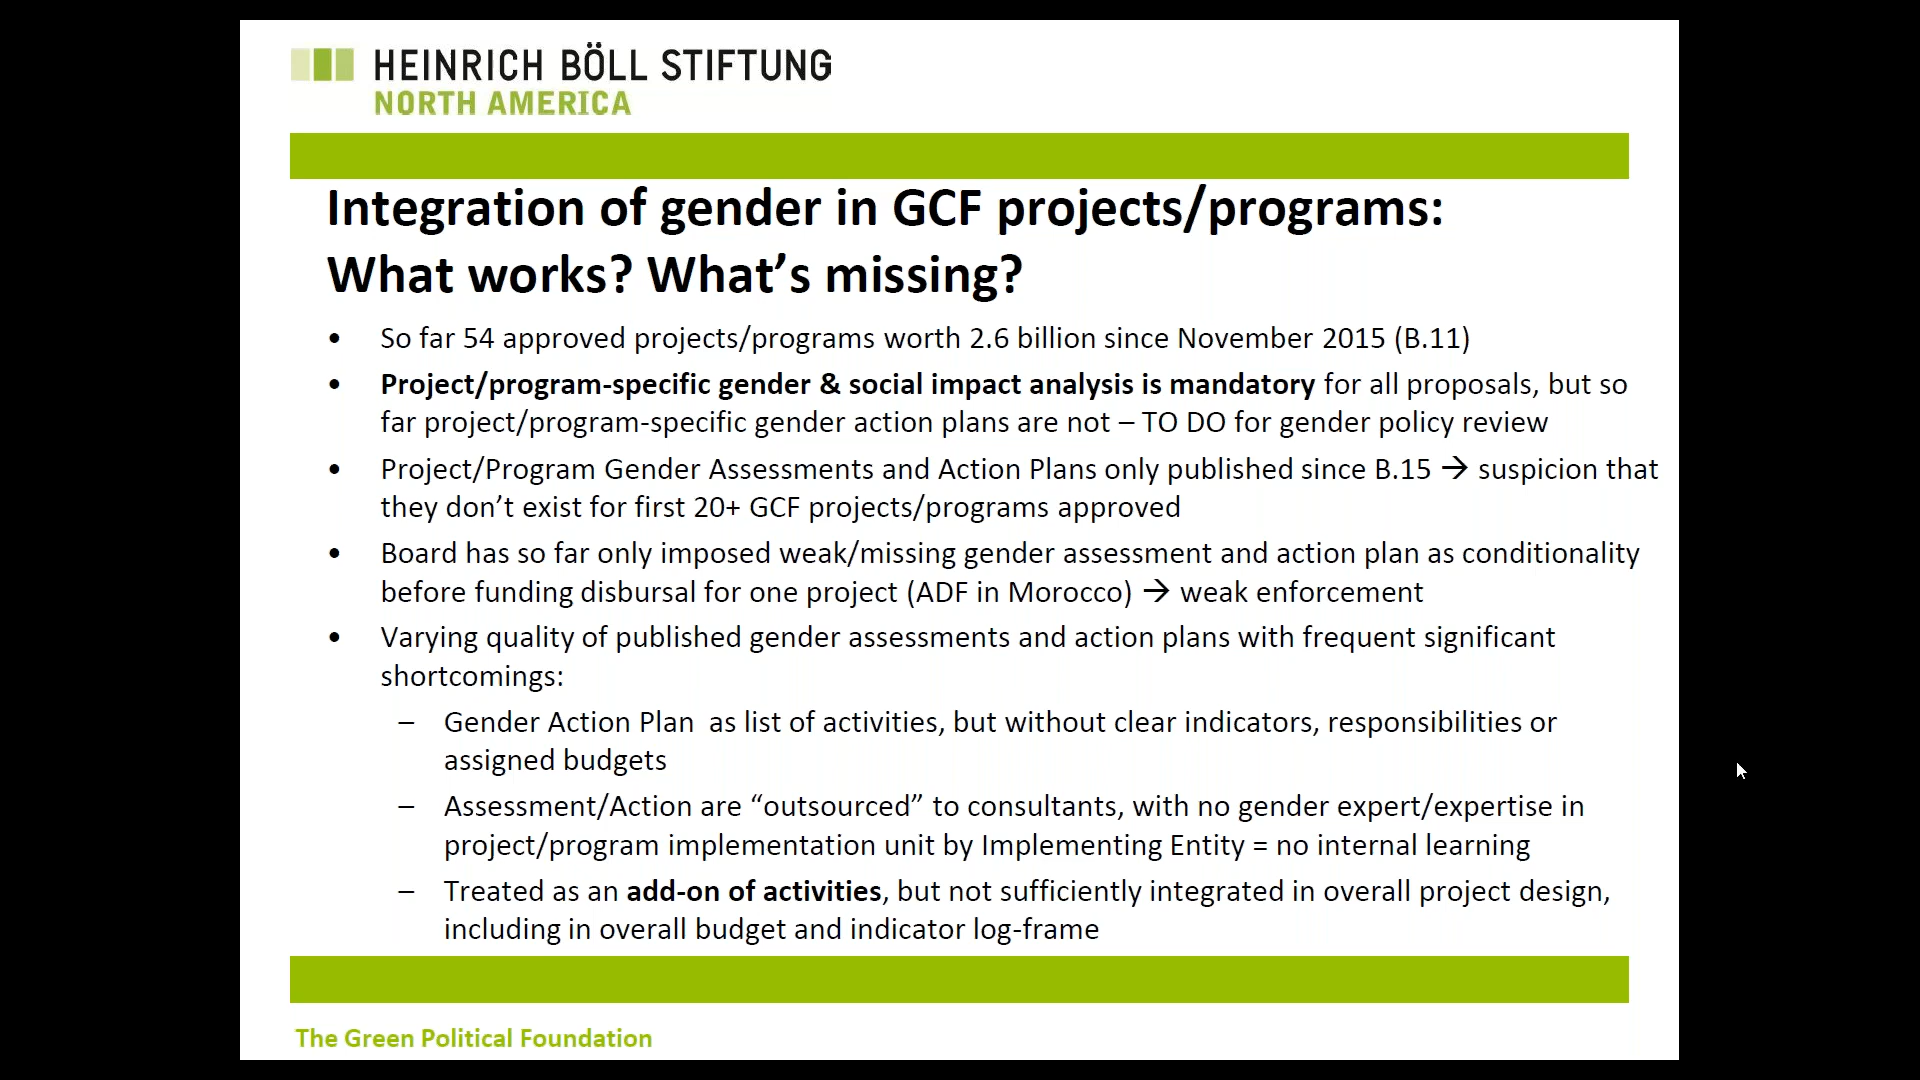 HEINRICH BÖLL STIFTUNG
NORTH AMERICA
Integration of gender in GCF projects/programs:
What works? What’s missing?
• So far 54 approved projects/programs worth 2.6 billion since November 2015 (B.11)
• Project/program-specific gender & social impact analysis is mandatory for all proposals, but so
far project/program-specific gender action plans are not – TO DO for gender policy review
• Project/Program Gender Assessments and Action Plans only published since B.15 → suspicion that
they don’t exist for first 20+ GCF projects/programs approved
• Board has so far only imposed weak/missing gender assessment and action plan as conditionality
before funding disbursal for one project (ADF in Morocco) → weak enforcement
• Varying quality of published gender assessments and action plans with frequent significant
shortcomings:
– Gender Action Plan  as list of activities, but without clear indicators, responsibilities or
assigned budgets
– Assessment/Action are “outsourced” to consultants, with no gender expert/expertise in
project/program implementation unit by Implementing Entity = no internal learning
– Treated as an add-on of activities, but not sufficiently integrated in overall project design,
including in overall budget and indicator log-frame
The Green Political Foundation